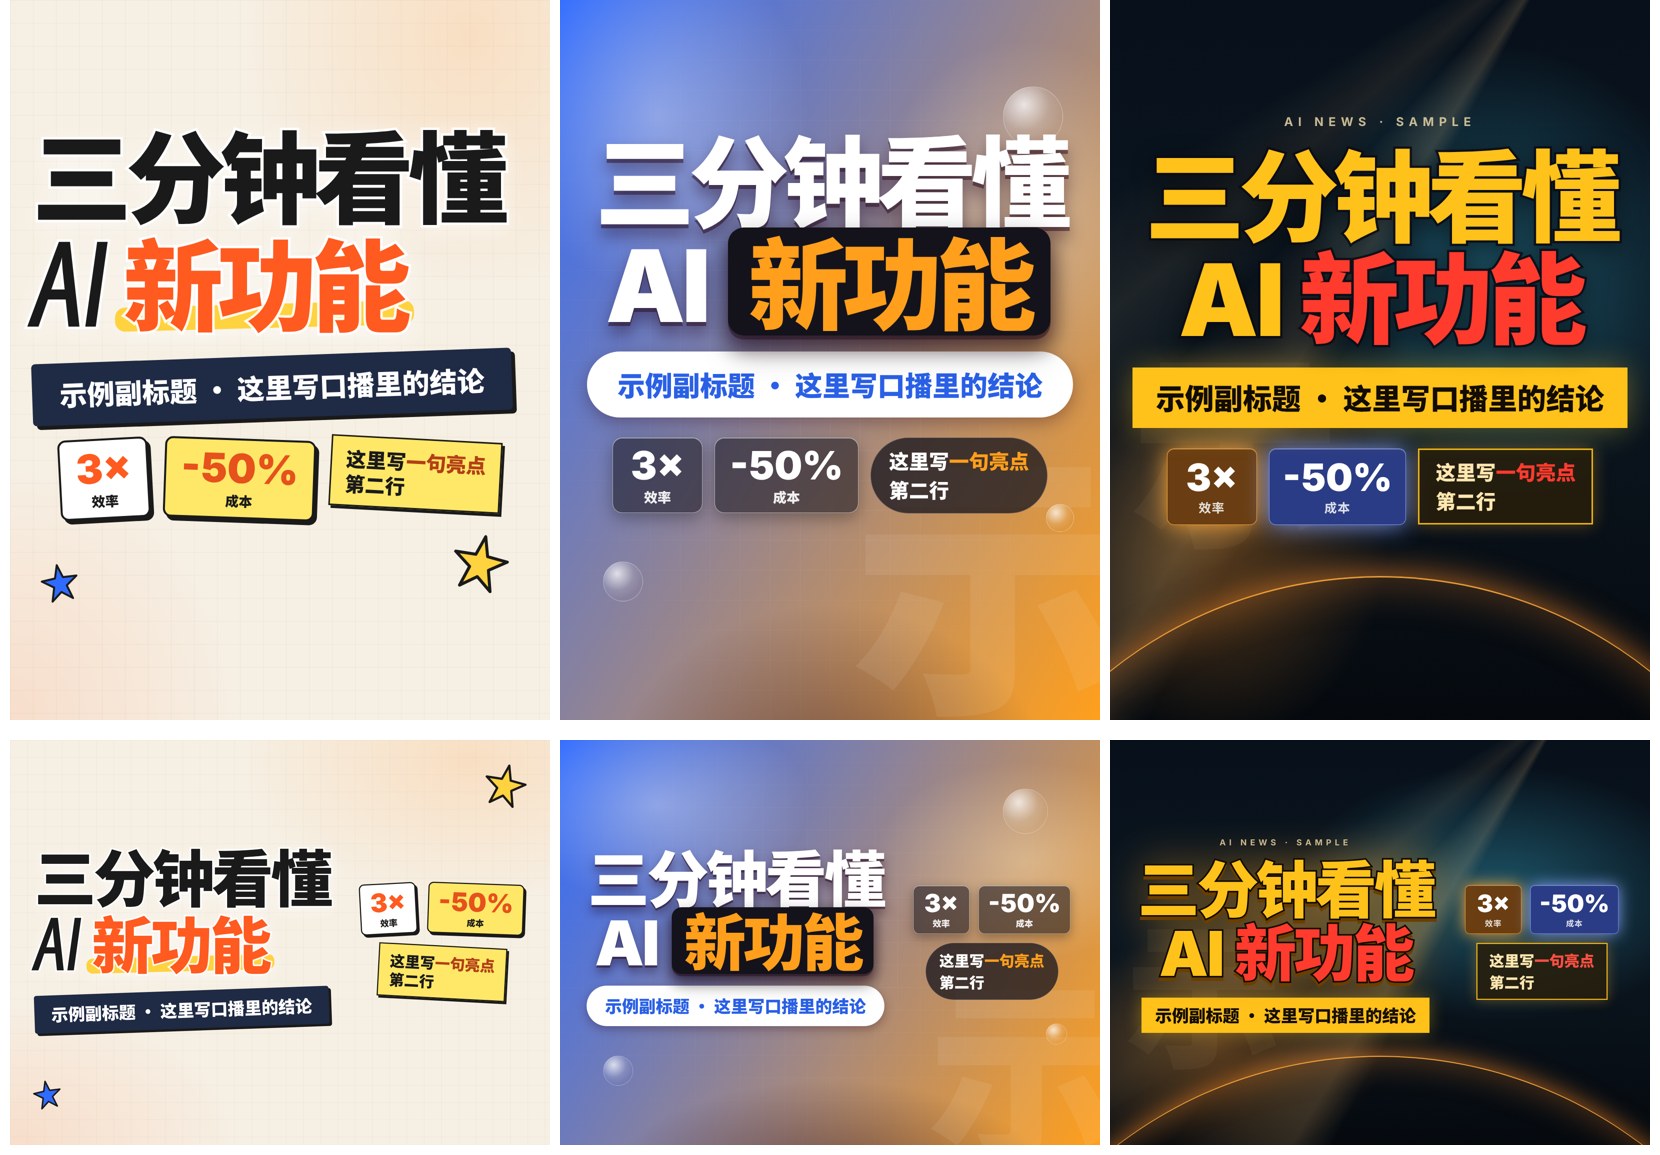 三分钟看懂
AI 新功能
示例副标题 · 这里写口播里的结论
3×
效率
-50%
成本
这里写一句亮点
第二行
三分钟看懂
AI 新功能
示例副标题 · 这里写口播里的结论
3×
效率
-50%
成本
这里写一句亮点
第二行
示
AI NEWS · SAMPLE
三分钟看懂
AI 新功能
示例副标题 · 这里写口播里的结论
3×
效率
-50%
成本
这里写一句亮点
第二行
三分钟看懂
AI 新功能
示例副标题 · 这里写口播里的结论
3×
效率
-50%
成本
这里写一句亮点
第二行
三分钟看懂
AI 新功能
示例副标题 · 这里写口播里的结论
3×
效率
-50%
成本
这里写一句亮点
第二行
示
AI NEWS · SAMPLE
三分钟看懂
AI 新功能
示例副标题 · 这里写口播里的结论
3×
效率
-50%
成本
这里写一句亮点
第二行